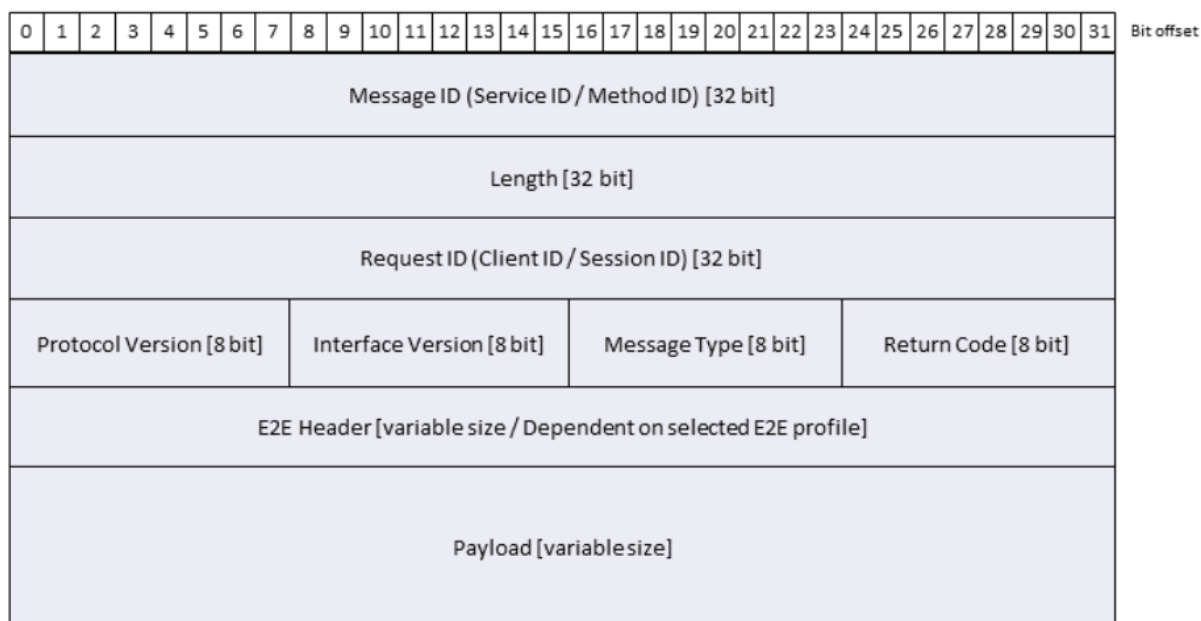 0 1 2 3 4 5 6 7 8 9 10 11 12 13 14 15 16 17 18 19 20 21 22 23 24 25 26 27 28 29 30 31 Bit offset
Message ID (Service ID / Method ID) [32 bit]
Length [32 bit]
Request ID (Client ID / Session ID) [32 bit]
Protocol Version [8 bit] Interface Version [8 bit] Message Type [8 bit] Return Code [8 bit]
E2E Header [variable size / Dependent on selected E2E profile]
Payload [variable size]